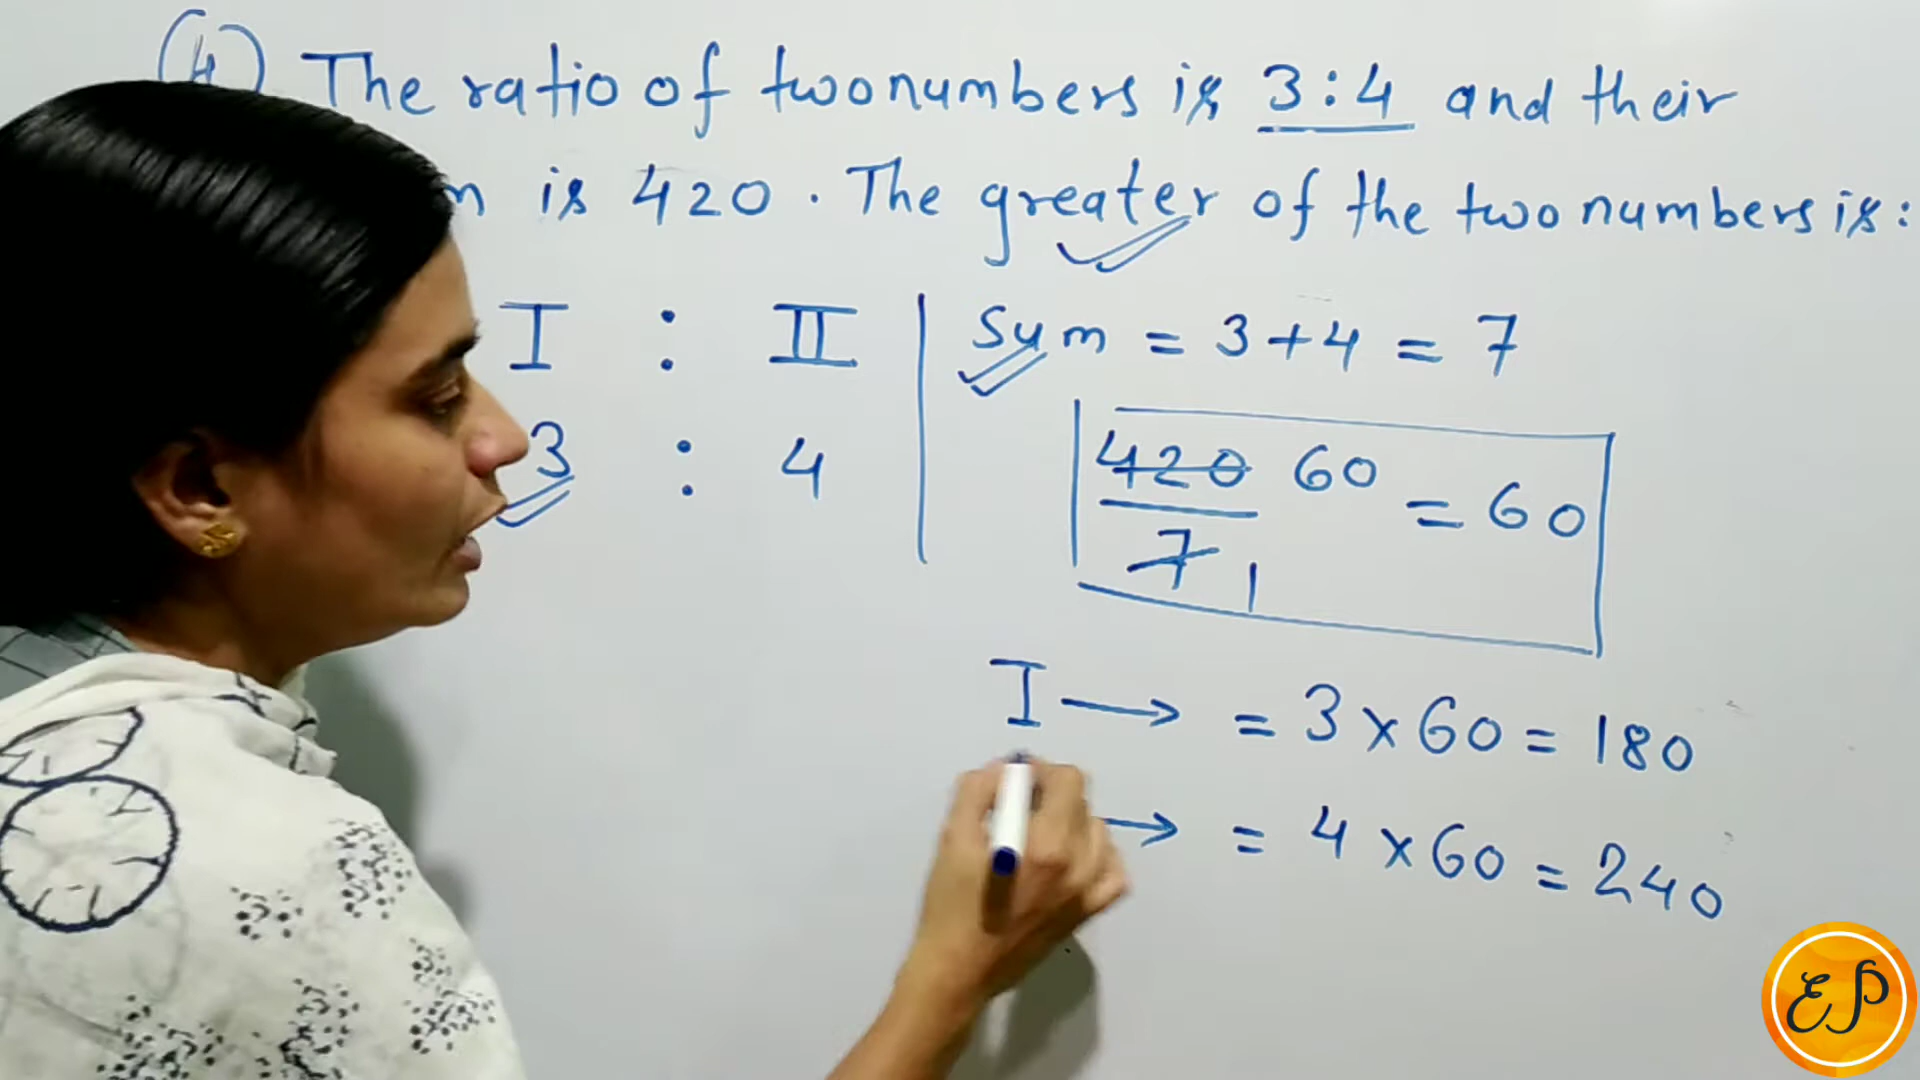 (4) The ratio of two numbers is 3:4 and their
is 420. The greater of the two numbers is:
I : II
3 : 4
Sum = 3+4 = 7
420 60 = 60
7 1
I → = 3 × 60 = 180
→ = 4 × 60 = 240
EP